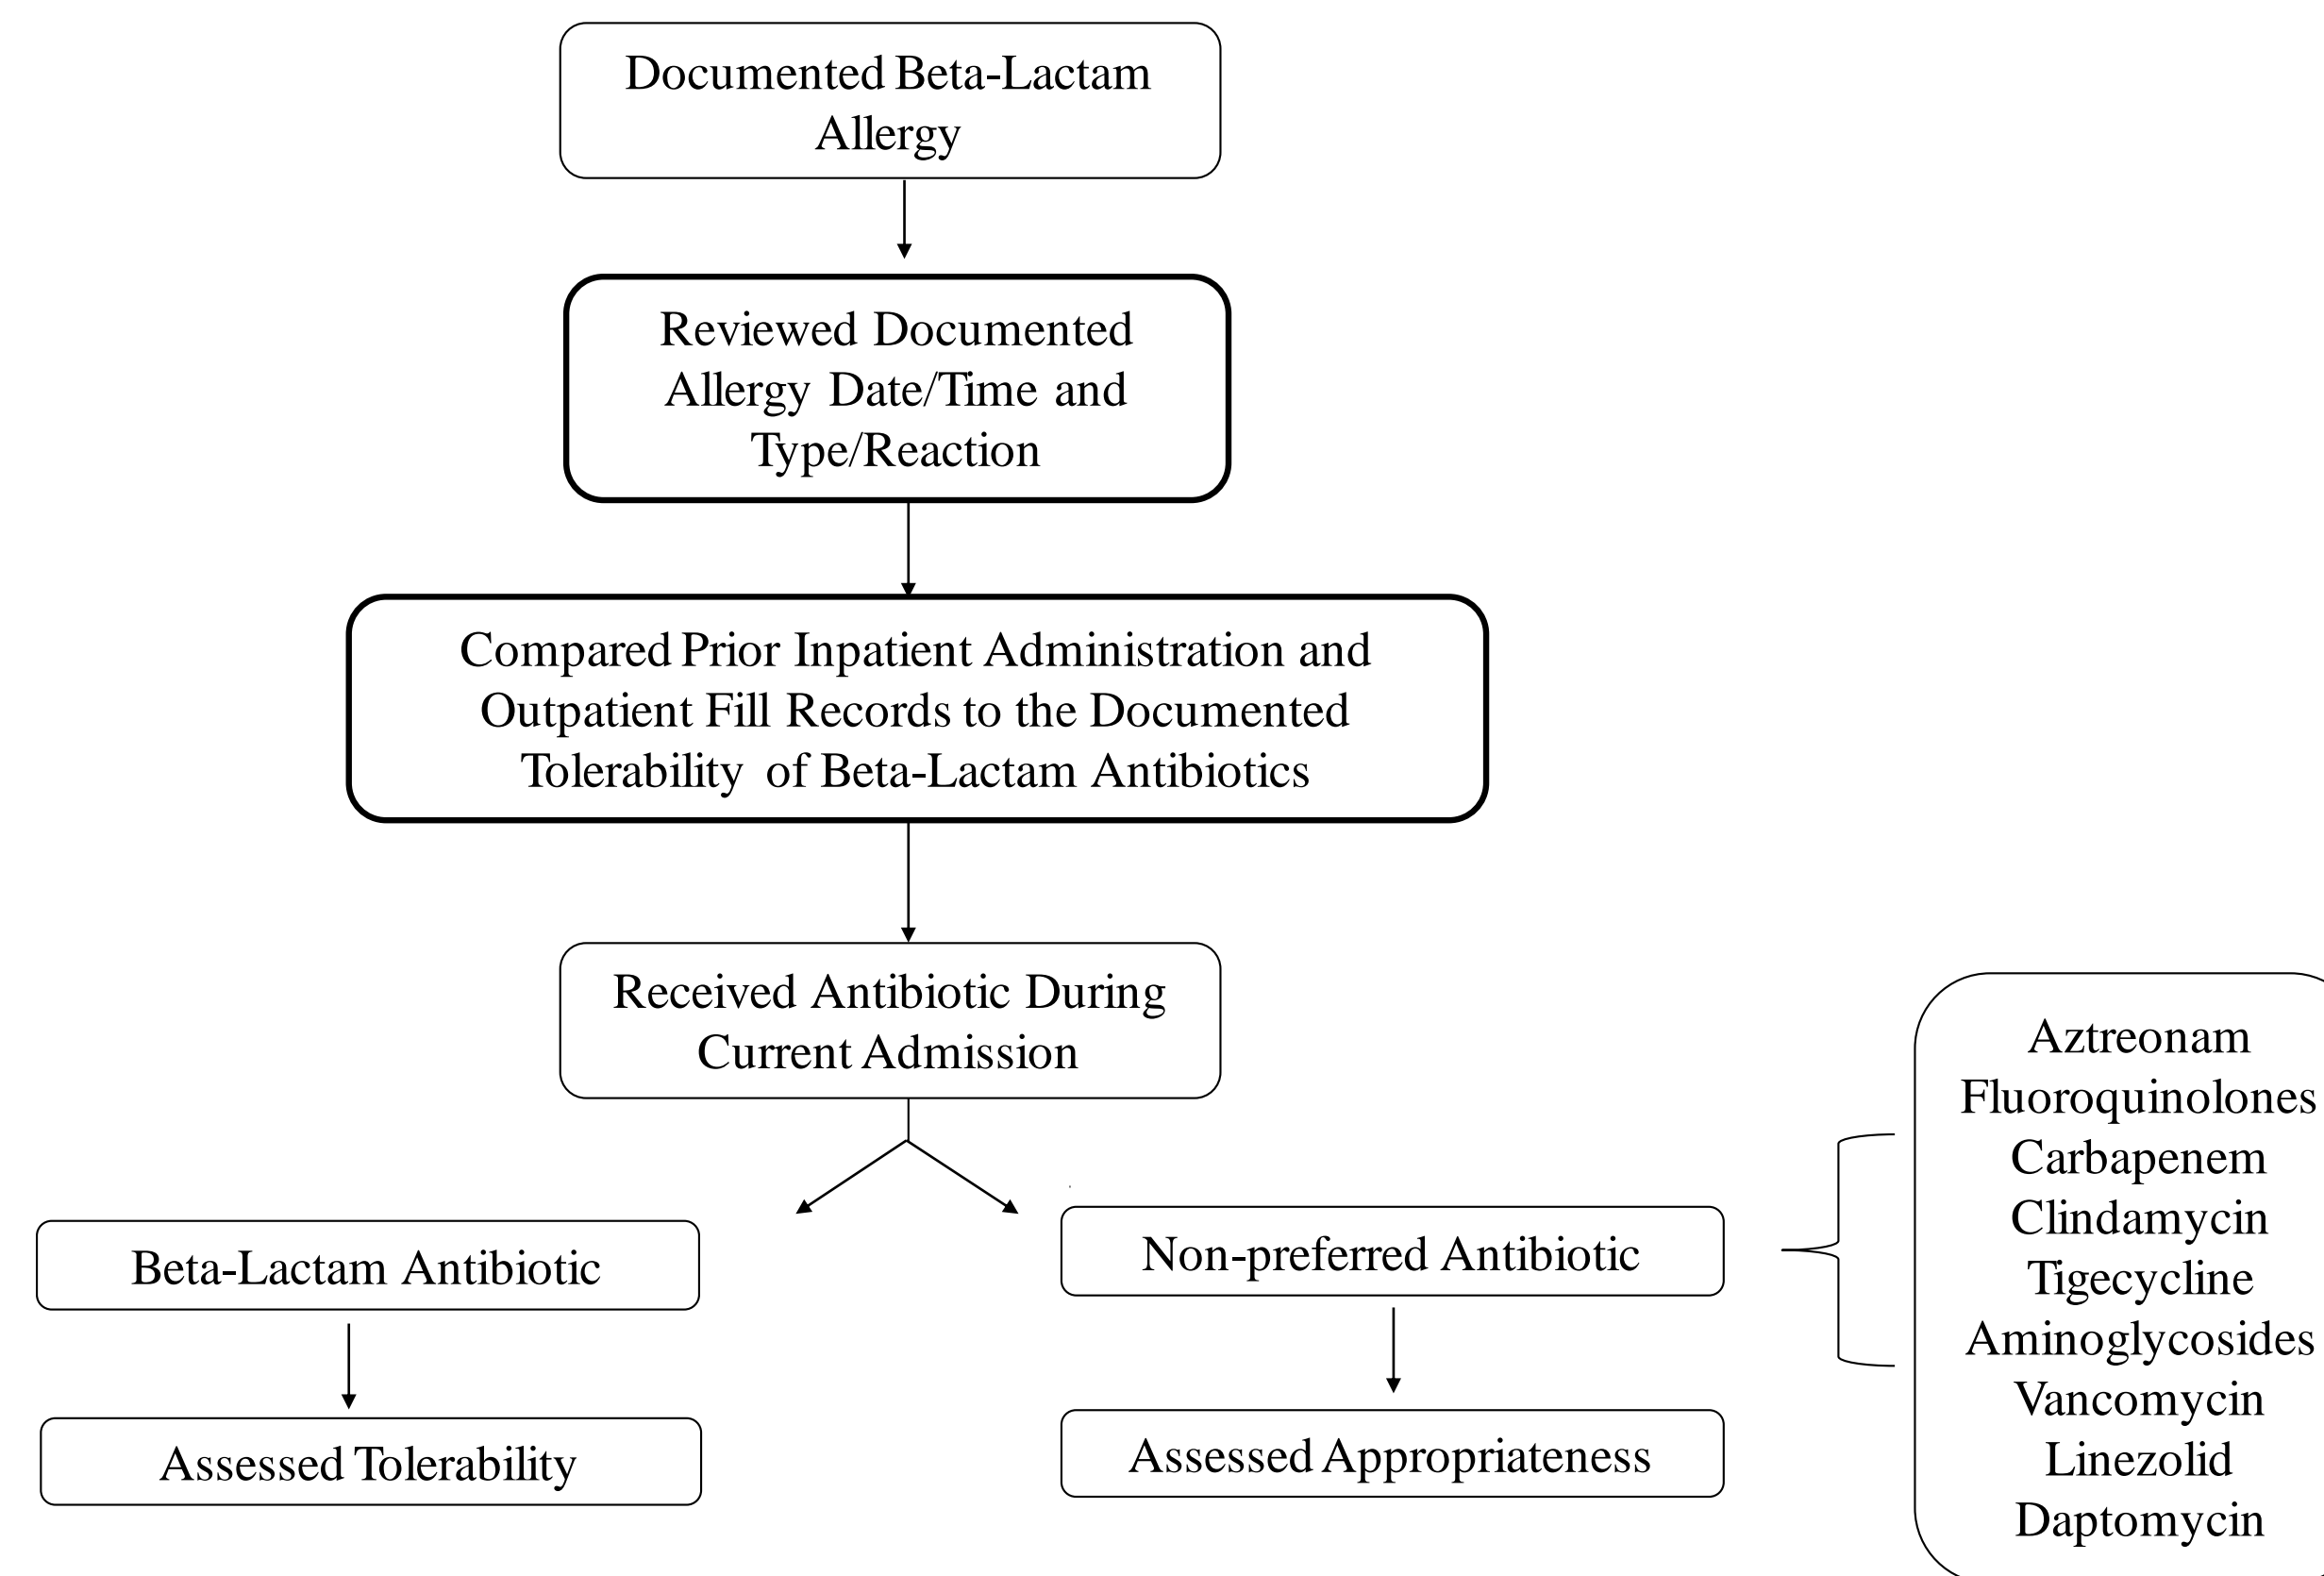 Documented Beta-Lactam
Allergy
Reviewed Documented
Allergy Date/Time and
Type/Reaction
Compared Prior Inpatient Administration and
Outpatient Fill Records to the Documented
Tolerability of Beta-Lactam Antibiotics
Received Antibiotic During
Current Admission
Beta-Lactam Antibiotic
Assessed Tolerability
Non-preferred Antibiotic
Assessed Appropriateness
Aztreonam
Fluoroquinolones
Carbapenem
Clindamycin
Tigecycline
Aminoglycosides
Vancomycin
Linezolid
Daptomycin